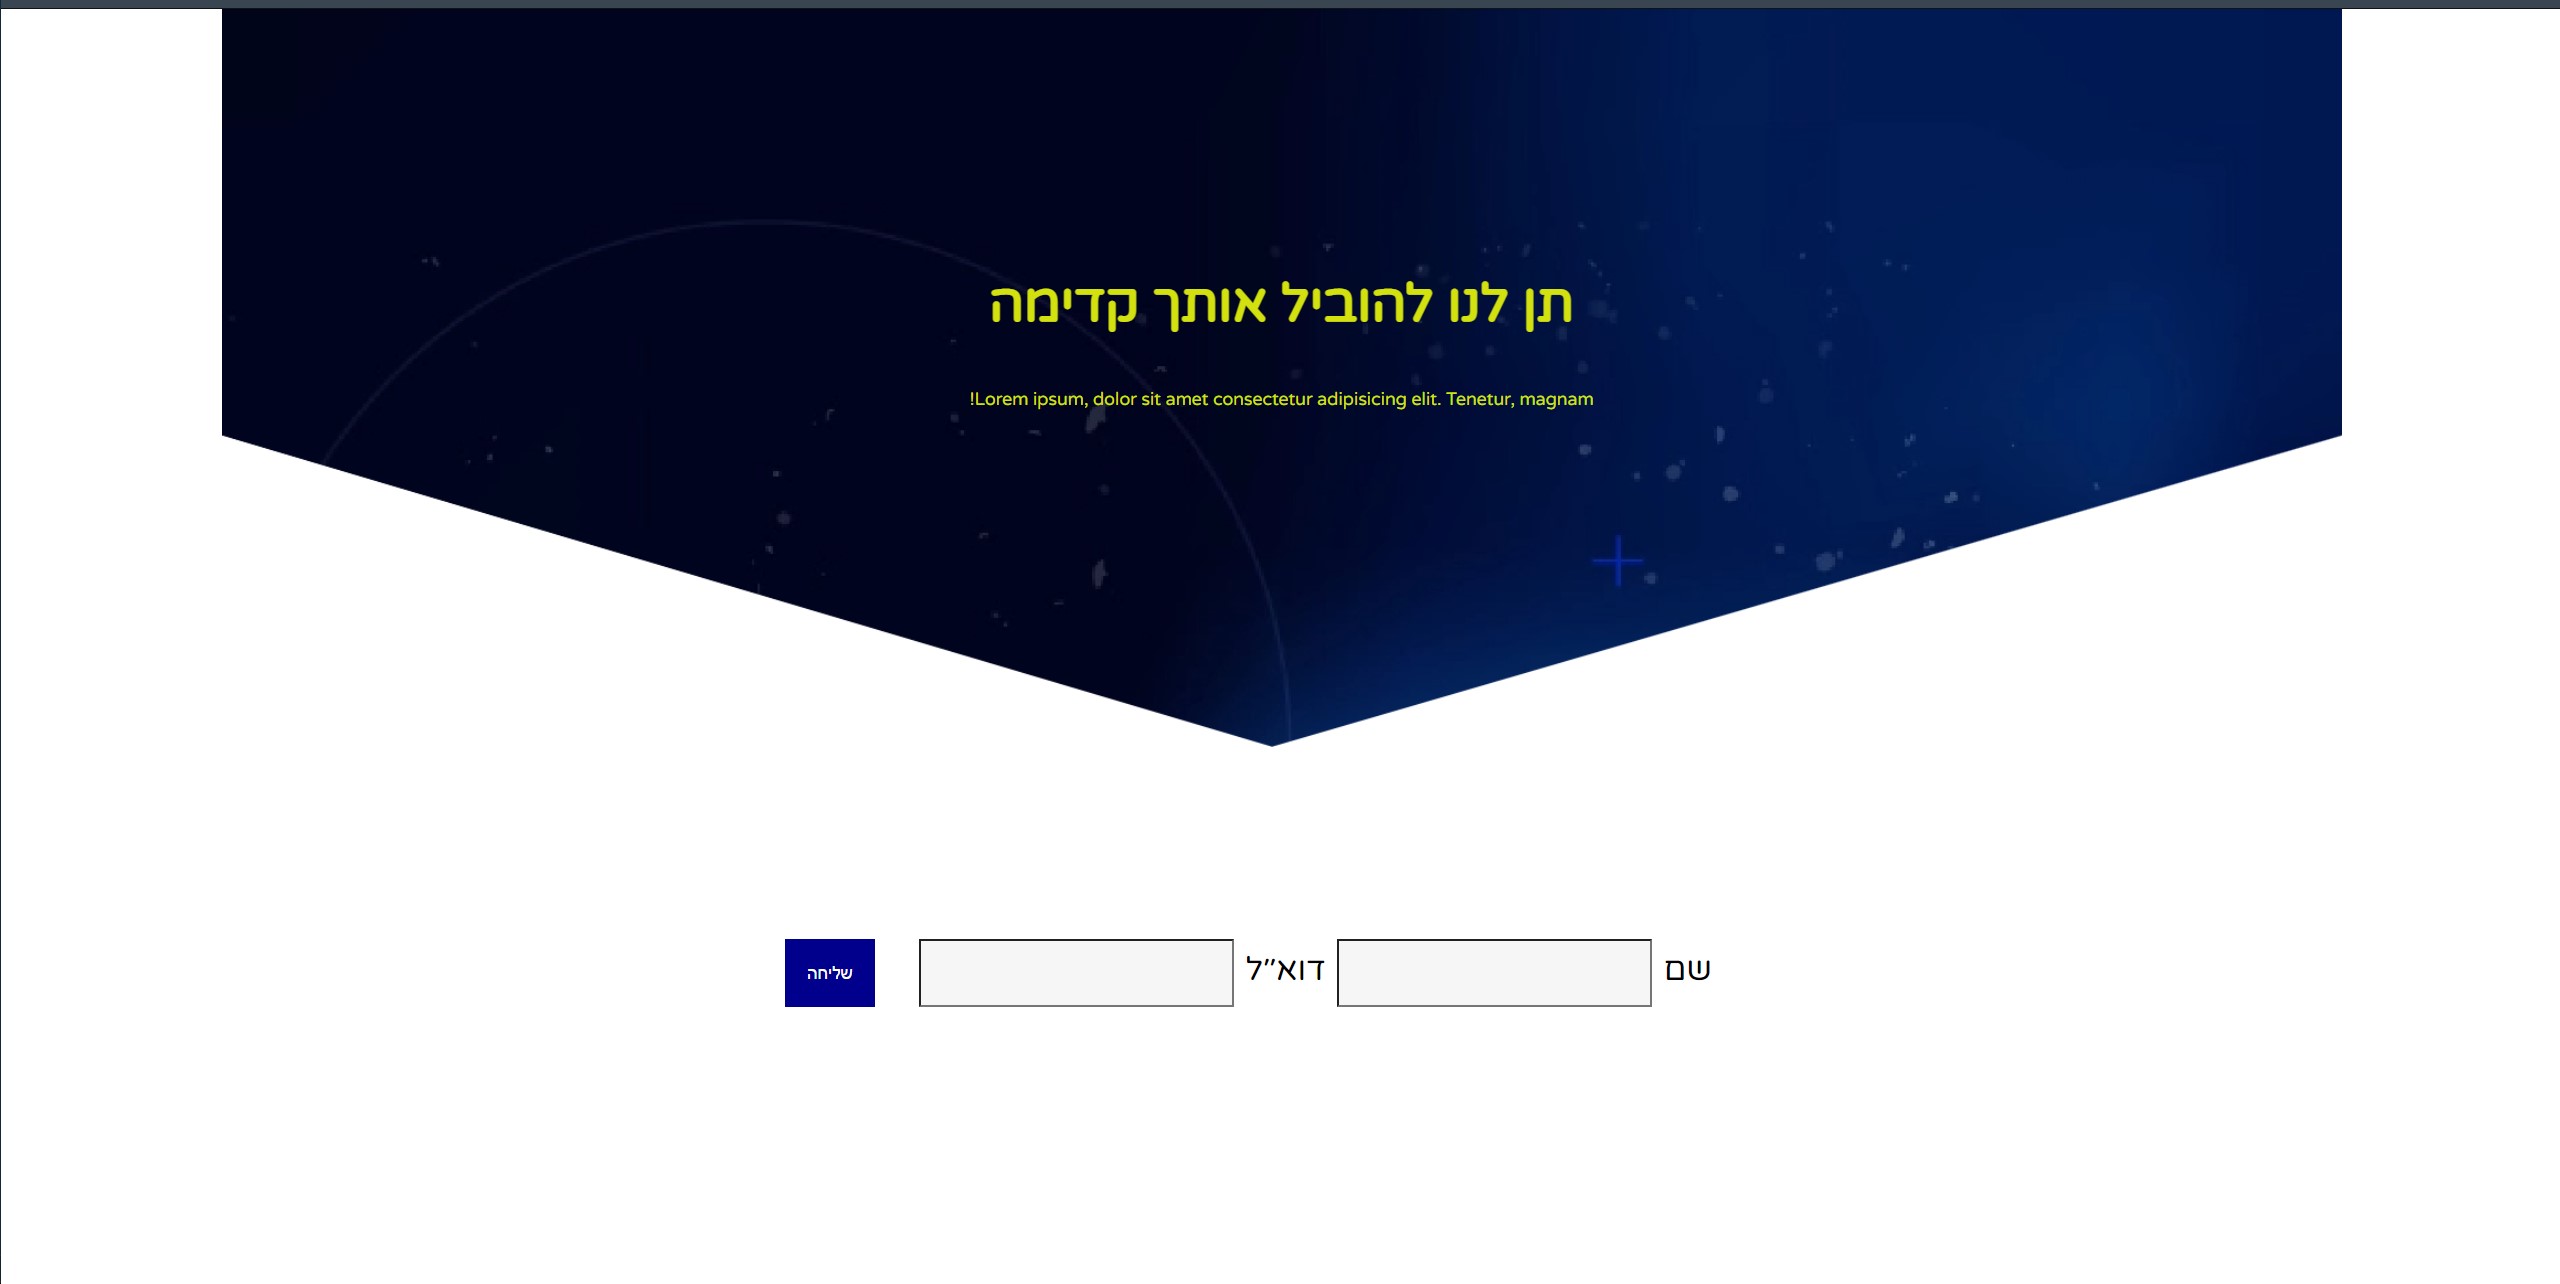 תן לנו להוביל אותך קדימה
Lorem ipsum, dolor sit amet consectetur adipisicing elit. Tenetur, magnam!
שם דוא״ל שליחה